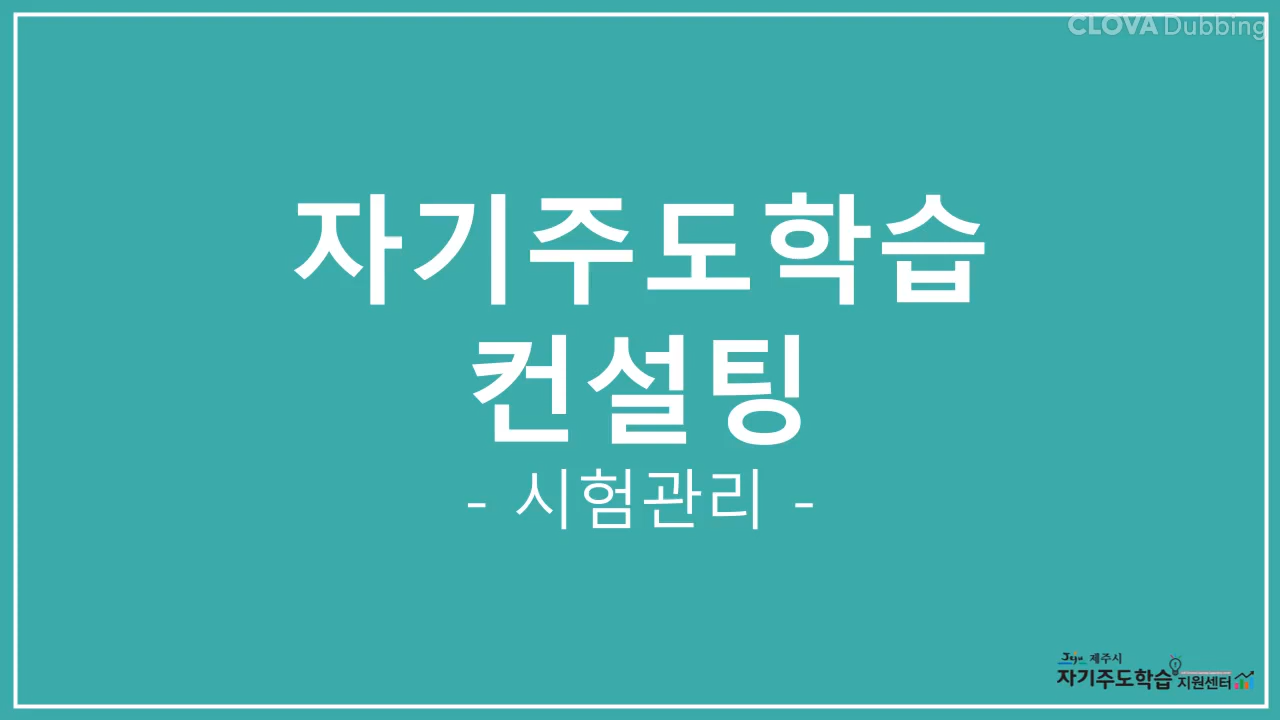 CLOVA Dubbing
자기주도학습
컨설팅
- 시험관리 -
제주시
자기주도학습 지원센터